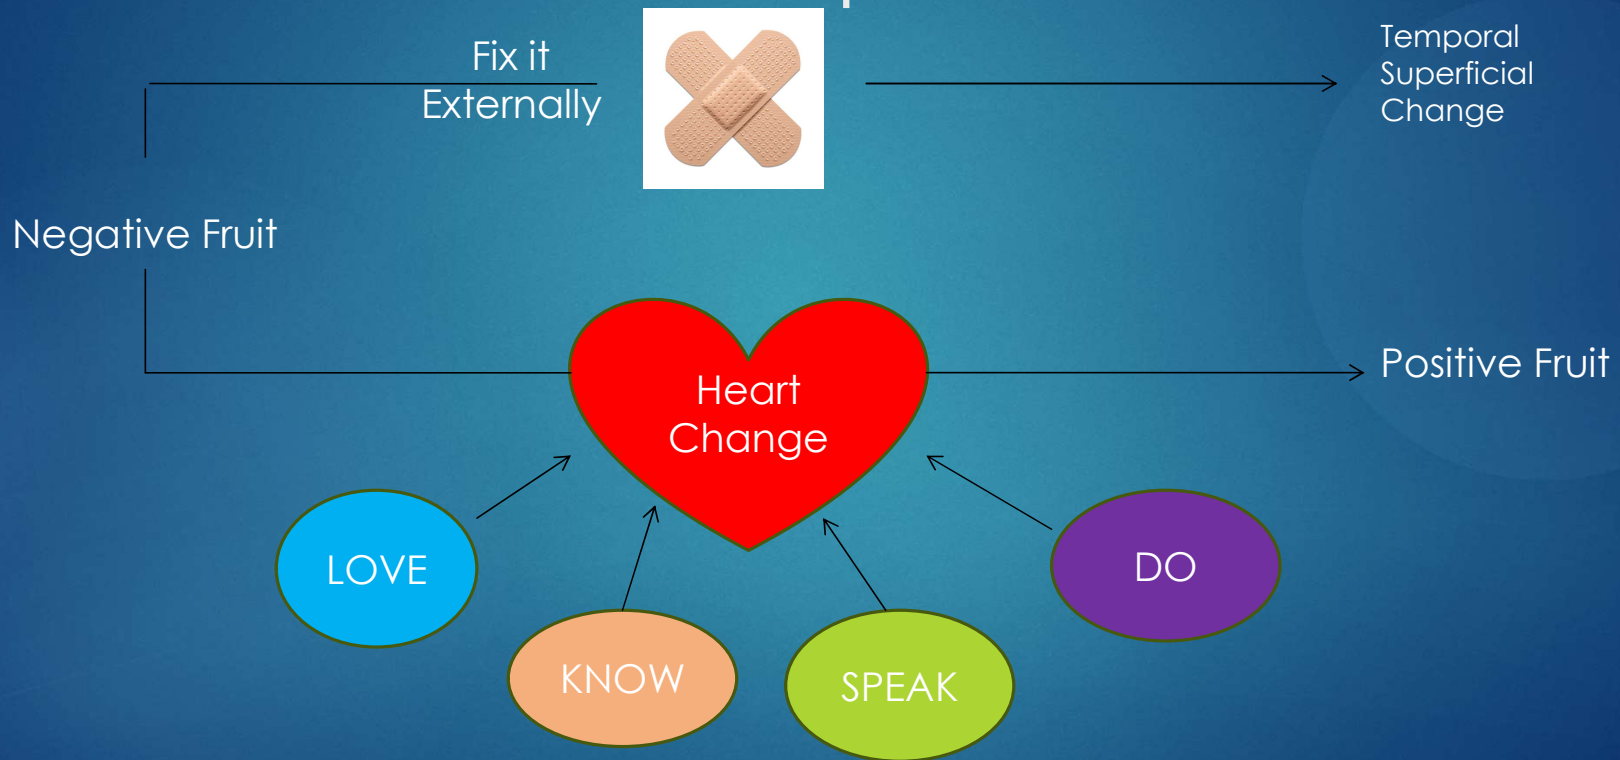 Fix it
Externally
Temporal
Superficial
Change
Negative Fruit
Heart
Change
Positive Fruit
LOVE
KNOW
SPEAK
DO